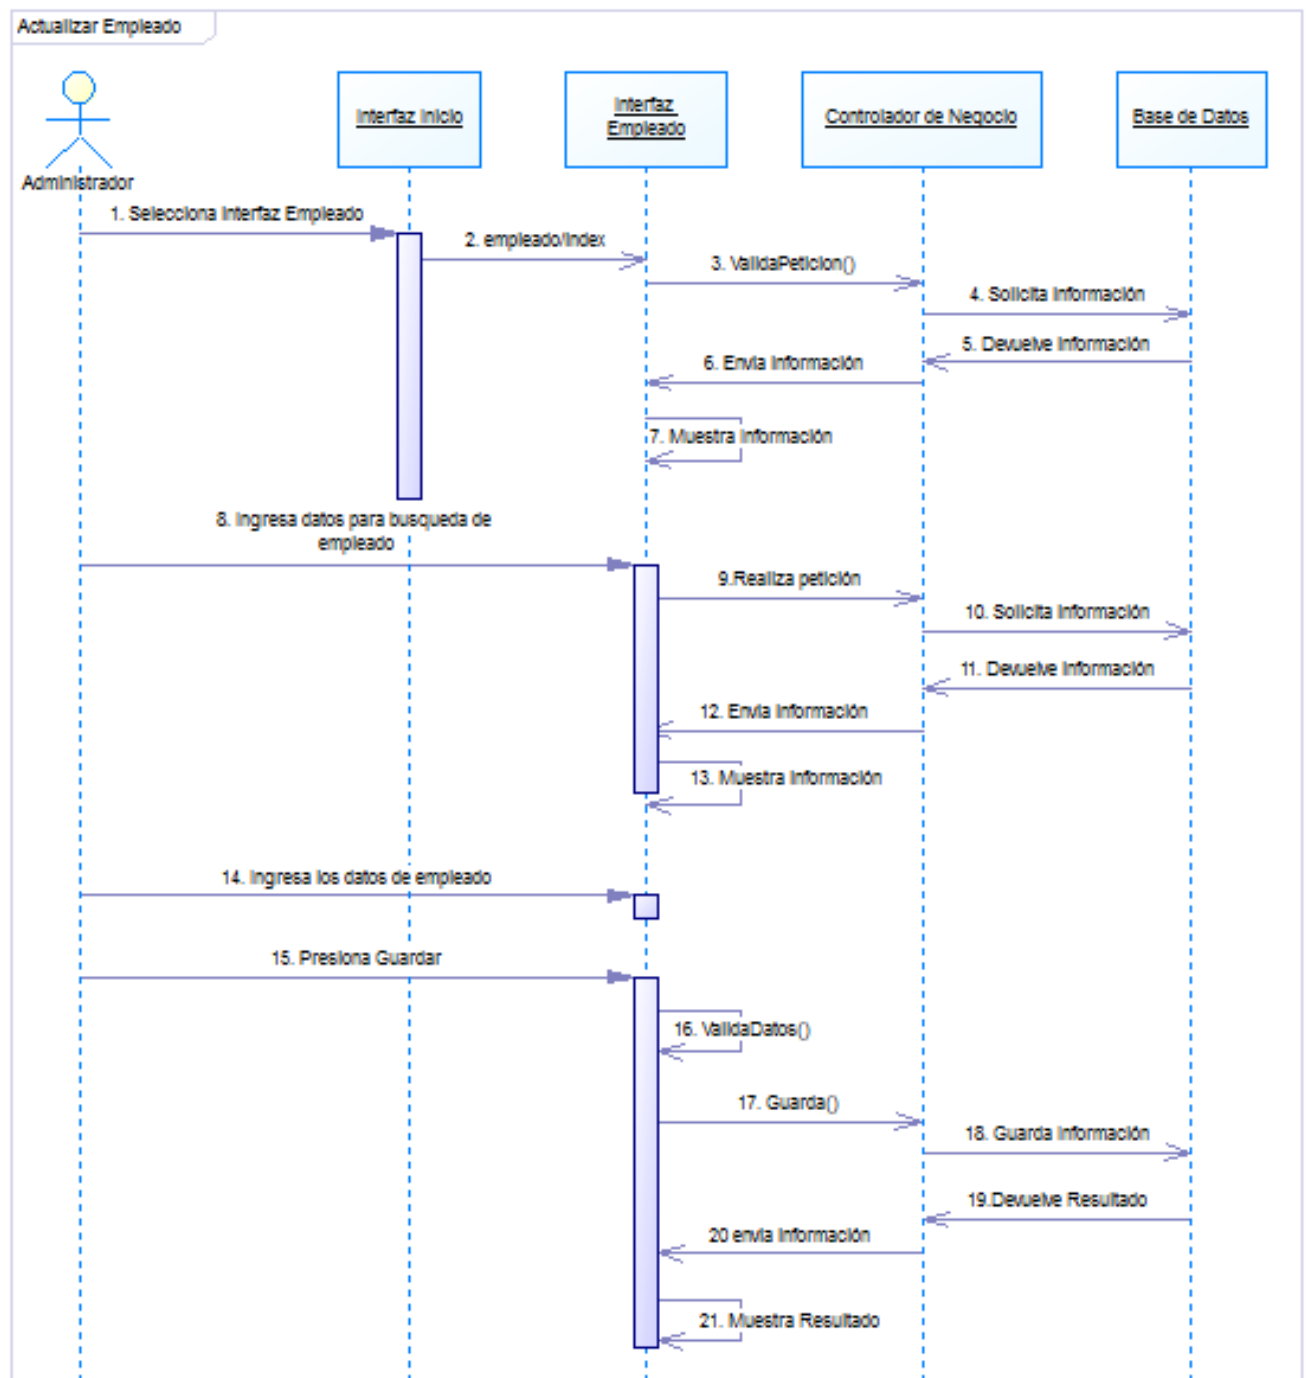 Actualizar Empleado
Administrador
Interfaz Inicio
Interfaz
Empleado
Controlador de Negocio
Base de Datos
1. Selecciona Interfaz Empleado
2. empleado/index
3. ValidaPeticion()
4. Solicita Información
5. Devuelve Información
6. Envia Información
7. Muestra Información
8. Ingresa datos para busqueda de
empleado
9.Realiza petición
10. Solicita Información
11. Devuelve Información
12. Envia Información
13. Muestra Información
14. Ingresa los datos de empleado
15. Presiona Guardar
16. ValidaDatos()
17. Guarda()
18. Guarda Información
19.Devuelve Resultado
20 envia Información
21. Muestra Resultado